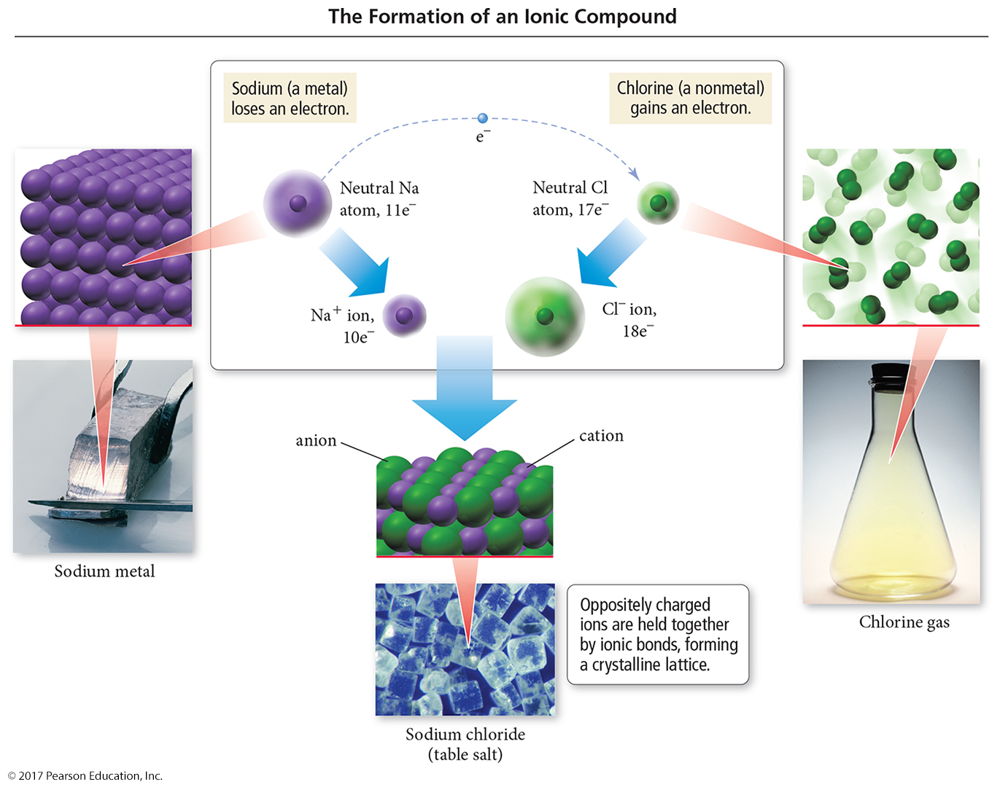 The Formation of an Ionic Compound
Sodium (a metal)
loses an electron.
Chlorine (a nonmetal)
gains an electron.
e⁻
Neutral Na
atom, 11e⁻
Neutral Cl
atom, 17e⁻
Na⁺ ion,
10e⁻
Cl⁻ ion,
18e⁻
anion
cation
Sodium metal
Oppositely charged
ions are held together
by ionic bonds, forming
a crystalline lattice.
Chlorine gas
Sodium chloride
(table salt)
© 2017 Pearson Education, Inc.